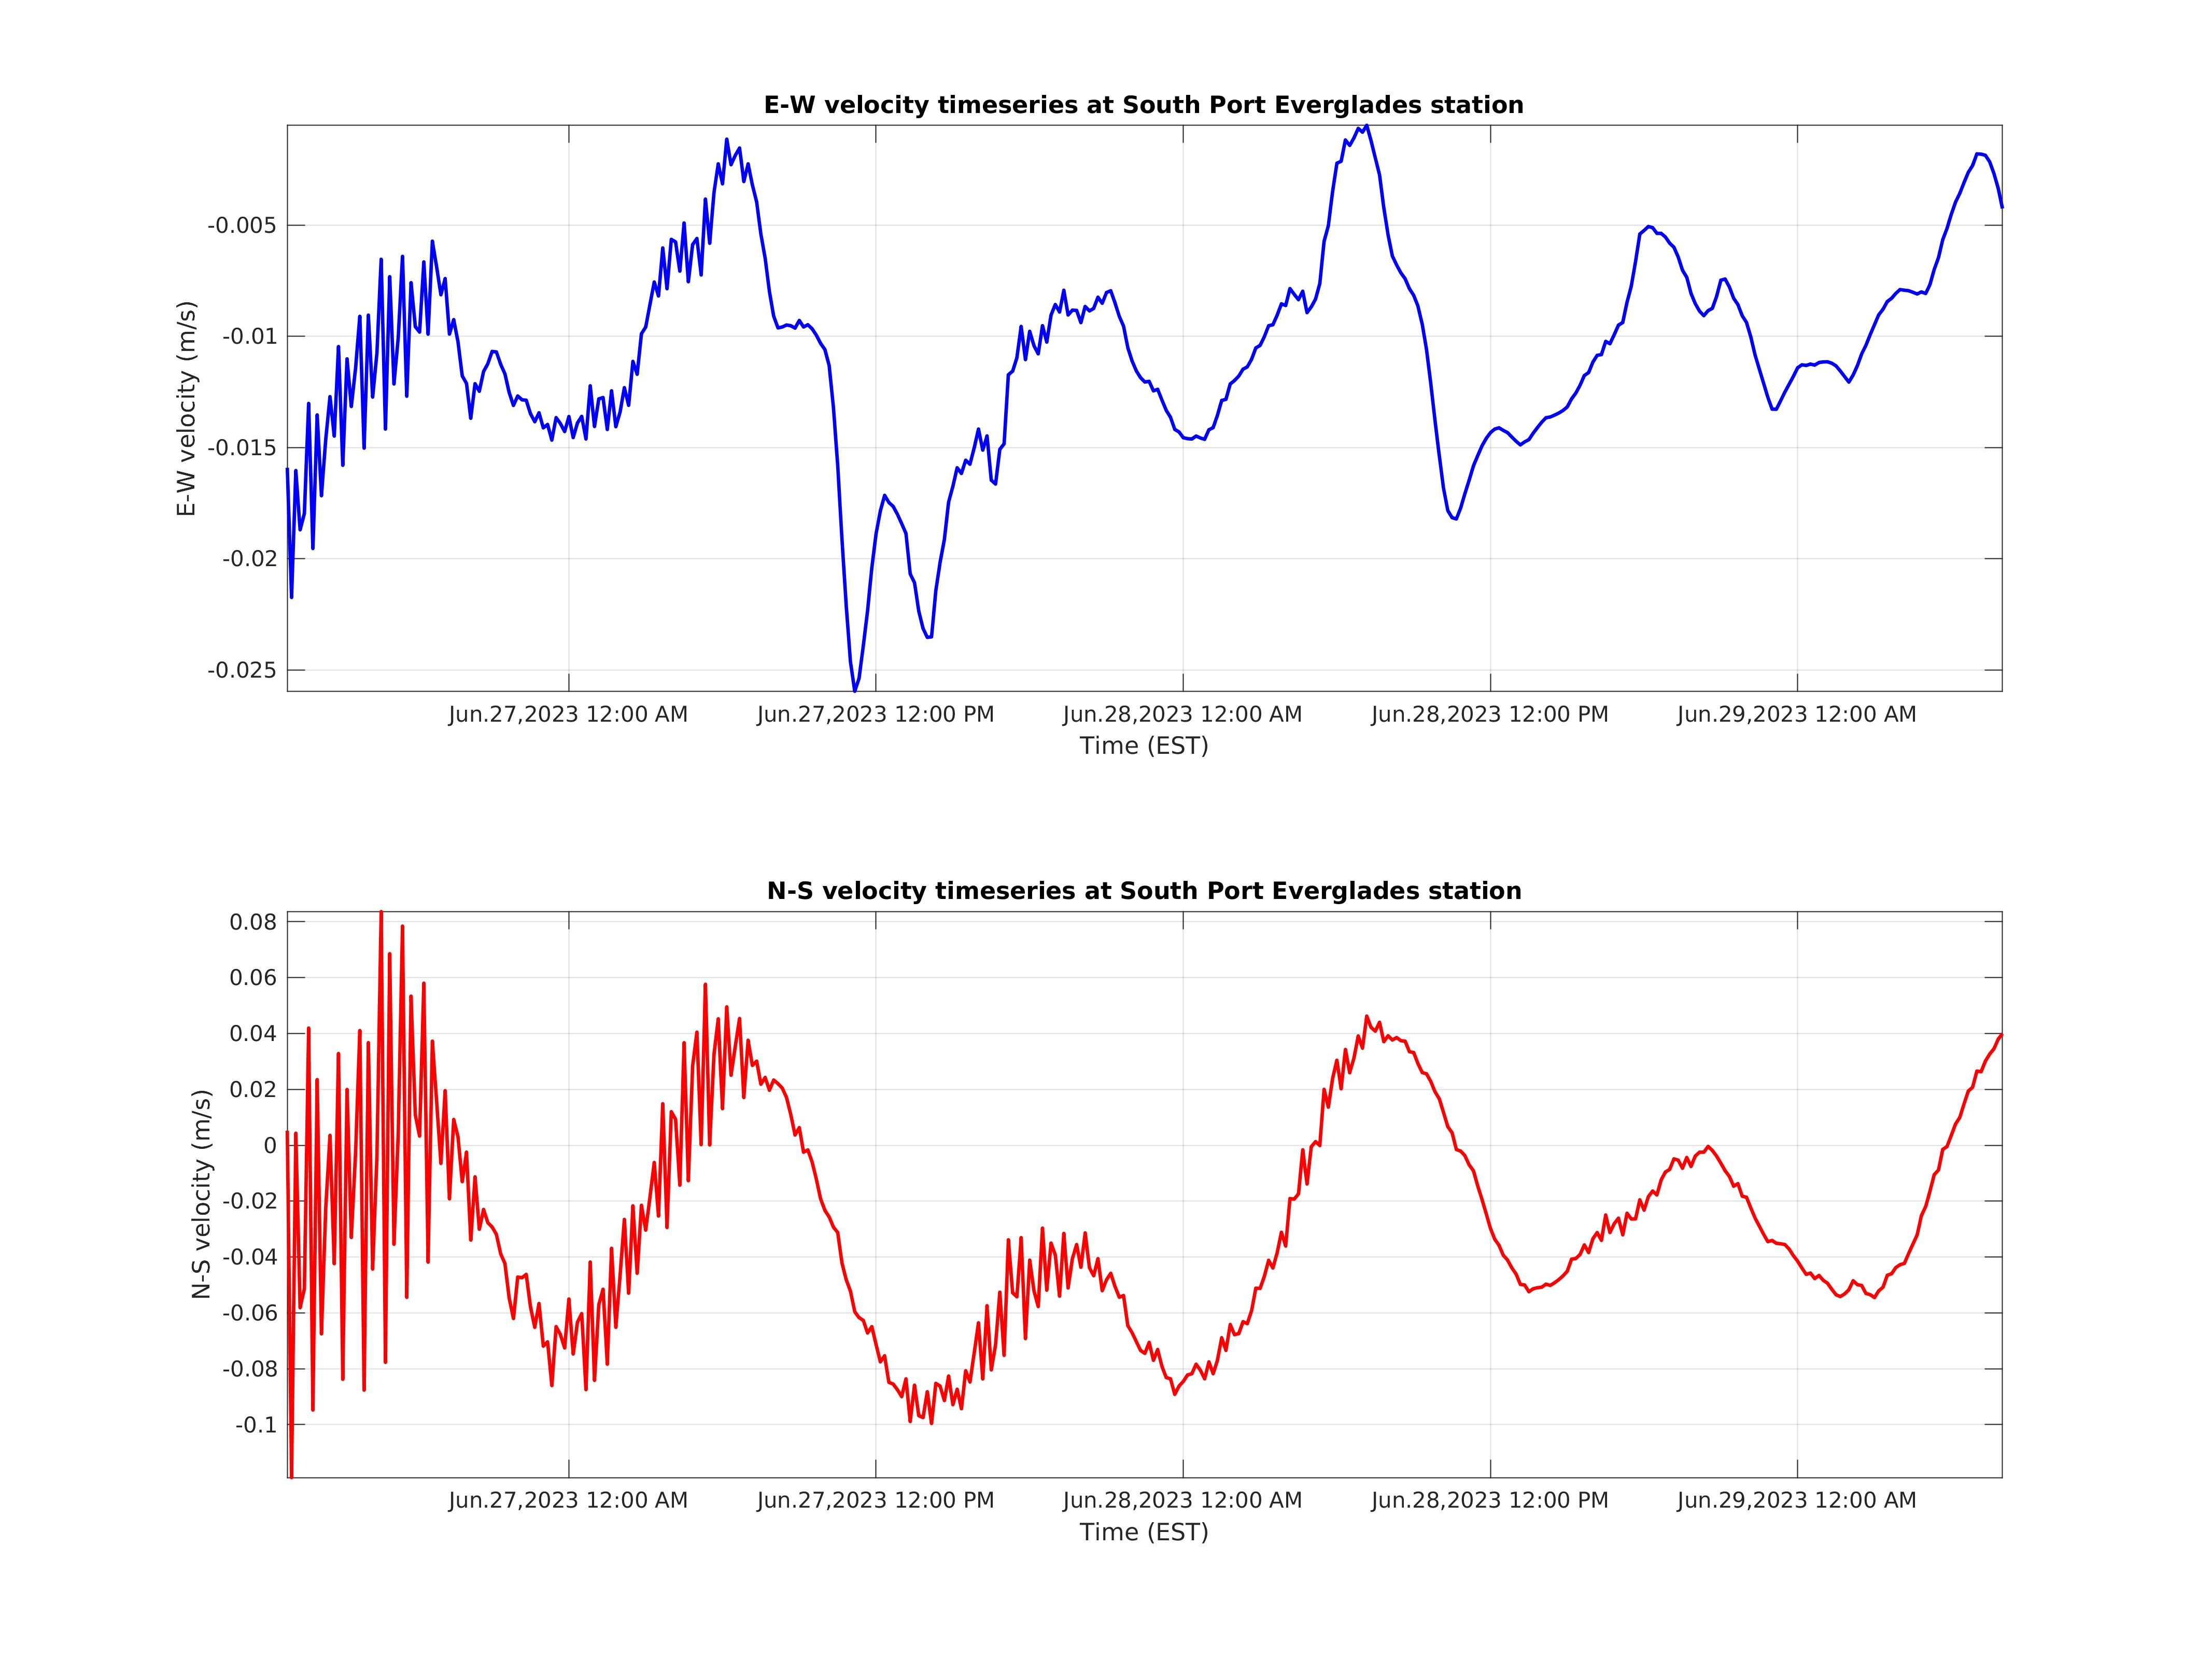 E-W velocity timeseries at South Port Everglades station
E-W velocity (m/s)
-0.005
-0.01
-0.015
-0.02
-0.025
Jun.27,2023 12:00 AM
Jun.27,2023 12:00 PM
Jun.28,2023 12:00 AM
Jun.28,2023 12:00 PM
Jun.29,2023 12:00 AM
Time (EST)
N-S velocity timeseries at South Port Everglades station
N-S velocity (m/s)
0.08
0.06
0.04
0.02
0
-0.02
-0.04
-0.06
-0.08
-0.1
Jun.27,2023 12:00 AM
Jun.27,2023 12:00 PM
Jun.28,2023 12:00 AM
Jun.28,2023 12:00 PM
Jun.29,2023 12:00 AM
Time (EST)